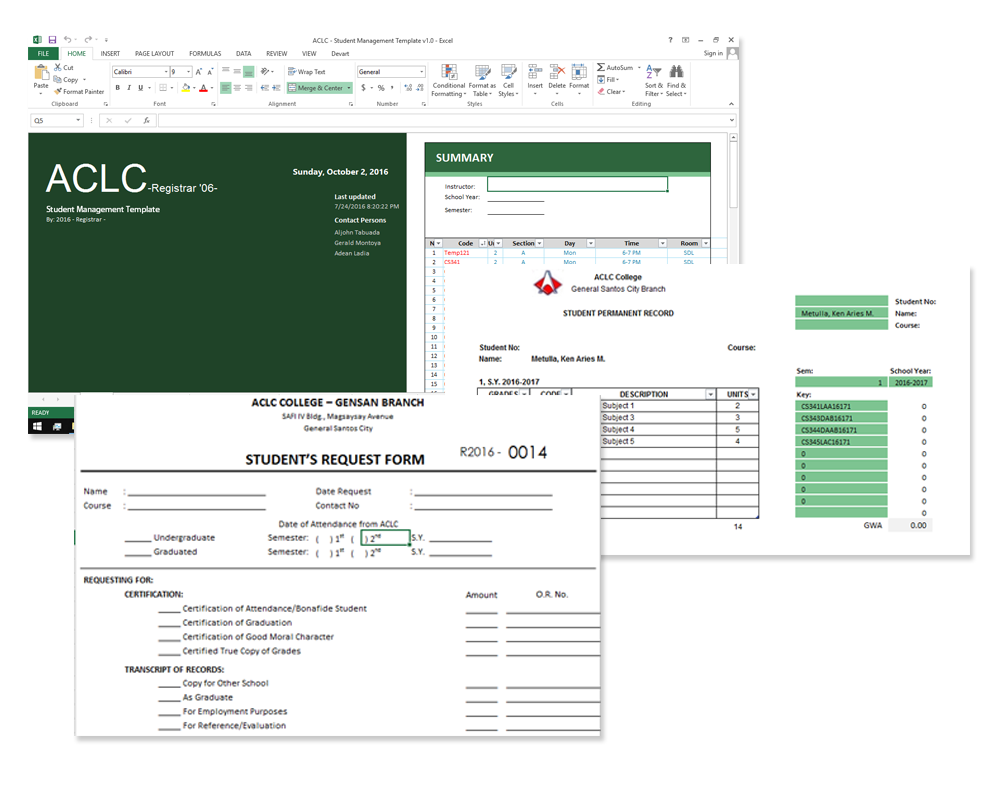 ACLC - Student Management Template v1.0 - Excel
FILE HOME INSERT PAGE LAYOUT FORMULAS DATA REVIEW VIEW Devart Sign in
Cut
Copy
Format Painter
Paste
Clipboard
Calibri 9
B I U
Font
Wrap Text
Merge & Center
Alignment
General
$ % ,
Number
Conditional Formatting
Format as Table
Cell Styles
Styles
Insert Delete Format
Cells
AutoSum
Fill
Clear
Sort & Filter
Find & Select
Editing
Q5 fx
ACLC-Registrar '06-
Student Management Template
By: 2016 - Registrar -
Sunday, October 2, 2016
Last updated
7/24/2016 8:20:22 PM
Contact Persons
Aljohn Tabuada
Gerald Montoya
Adean Ladia
SUMMARY
Instructor:
School Year:
Semester:
N Code Ui Section Day Time Room
1 Temp121 2 A Mon 6-7 PM SOL
2 CS341 2 A Mon 6-7 PM SOL
3
4
5
6
7
8
9
10
11
12
13
14
15
READY
ACLC College
General Santos City Branch
STUDENT PERMANENT RECORD
Student No:
Course:
Name: Metulla, Ken Aries M.
1, S.Y. 2016-2017
GRADES CODE DESCRIPTION UNITS
Subject 1 2
Subject 3 3
Subject 4 5
Subject 5 4
14
Student No:
Metulla, Ken Aries M. Name:
Course:
Sem: School Year:
1 2016-2017
Key:
CS341LAA16171 0
CS343DAB16171 0
CS344DAAB16171 0
CS345LAC16171 0
0 0
0 0
0 0
0 0
0 0
0
GWA 0.00
ACLC COLLEGE – GENSAN BRANCH
SAFI IV Bldg., Magsaysay Avenue
General Santos City
STUDENT'S REQUEST FORM R2016 - 0014
Name : Date Request :
Course : Contact No :
Date of Attendance from ACLC
Undergraduate Semester: ( ) 1st ( ) 2nd S.Y.
Graduated Semester: ( ) 1st ( ) 2nd S.Y.
REQUESTING FOR:
CERTIFICATION: Amount O.R. No.
Certification of Attendance/Bonafide Student
Certification of Graduation
Certification of Good Moral Character
Certified True Copy of Grades
TRANSCRIPT OF RECORDS:
Copy for Other School
As Graduate
For Employment Purposes
For Reference/Evaluation